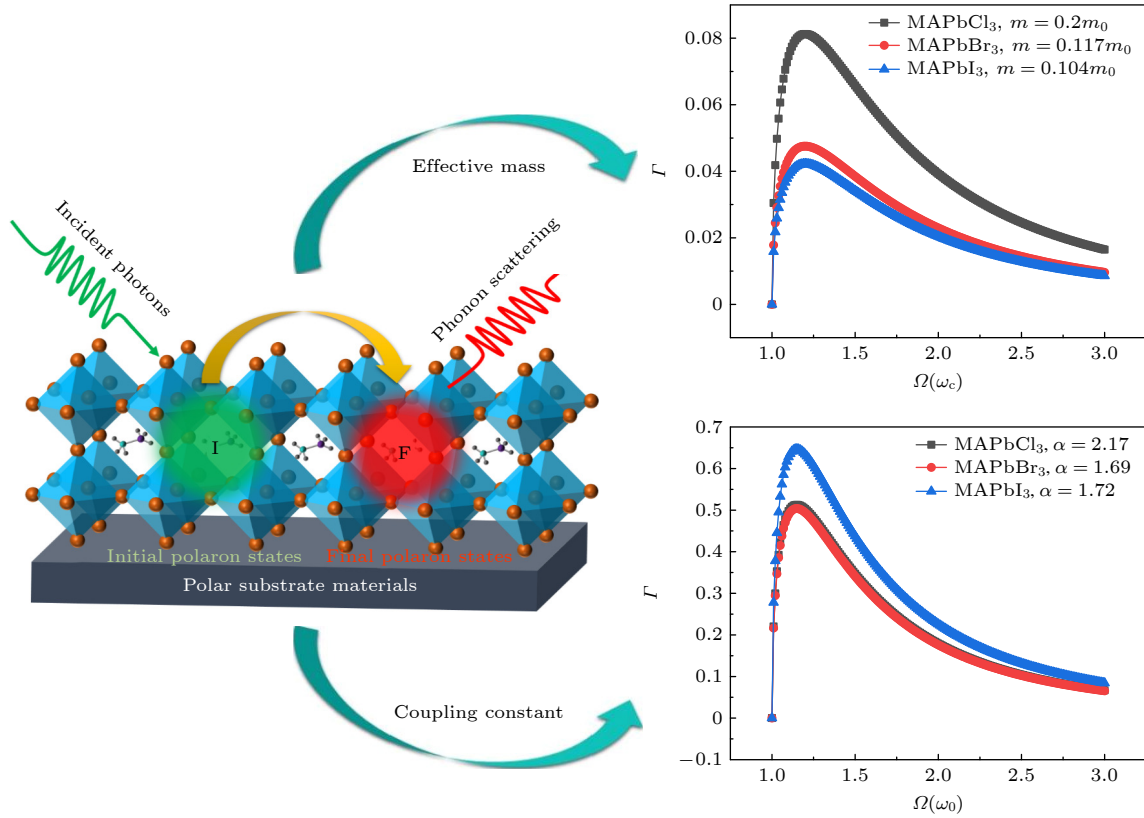 Incident photons
Effective mass
Phonon scattering
I
F
Initial polaron states
Final polaron states
Polar substrate materials
Coupling constant
MAPbCl₃, m = 0.2m₀
MAPbBr₃, m = 0.117m₀
MAPbI₃, m = 0.104m₀
0.08
0.06
0.04
0.02
0
Γ
1.0 1.5 2.0 2.5 3.0
Ω(ω_c)
MAPbCl₃, α = 2.17
MAPbBr₃, α = 1.69
MAPbI₃, α = 1.72
0.7
0.6
0.5
0.4
0.3
0.2
0.1
0
−0.1
Γ
1.0 1.5 2.0 2.5 3.0
Ω(ω₀)